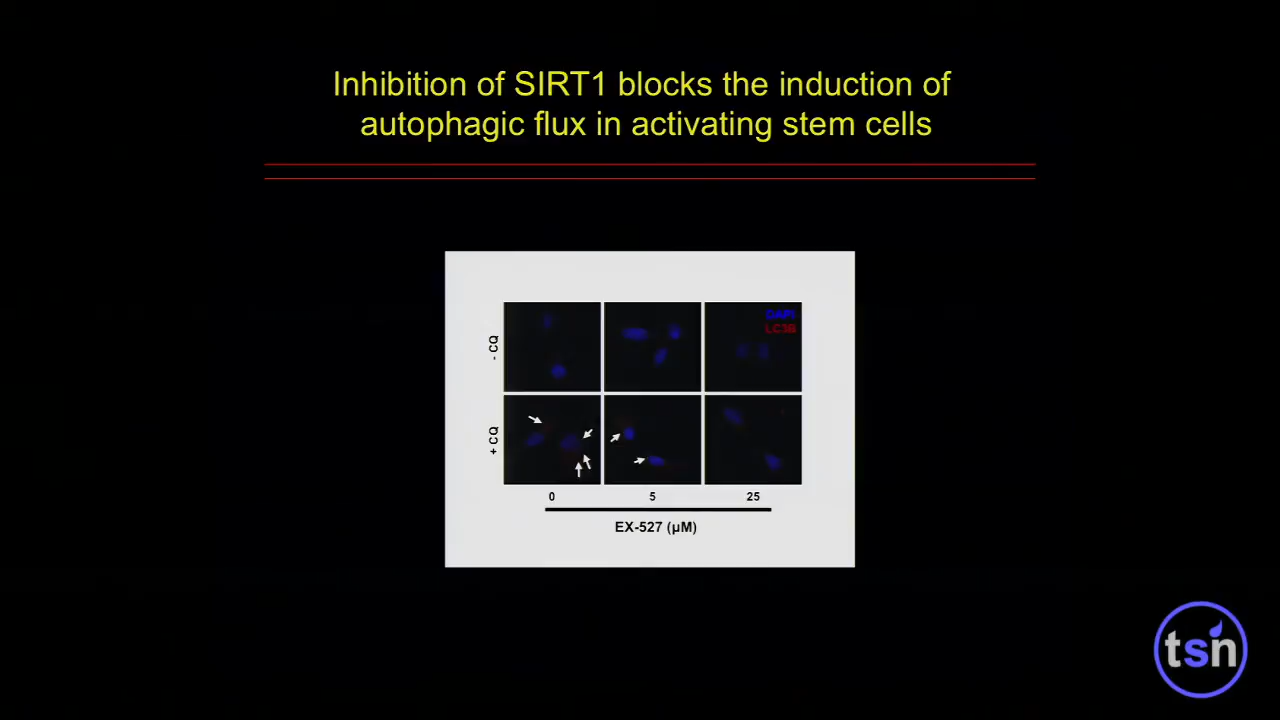 Inhibition of SIRT1 blocks the induction of
autophagic flux in activating stem cells
DAPI
LC3B
- CQ
+ CQ
0 5 25
EX-527 (µM)
tsn